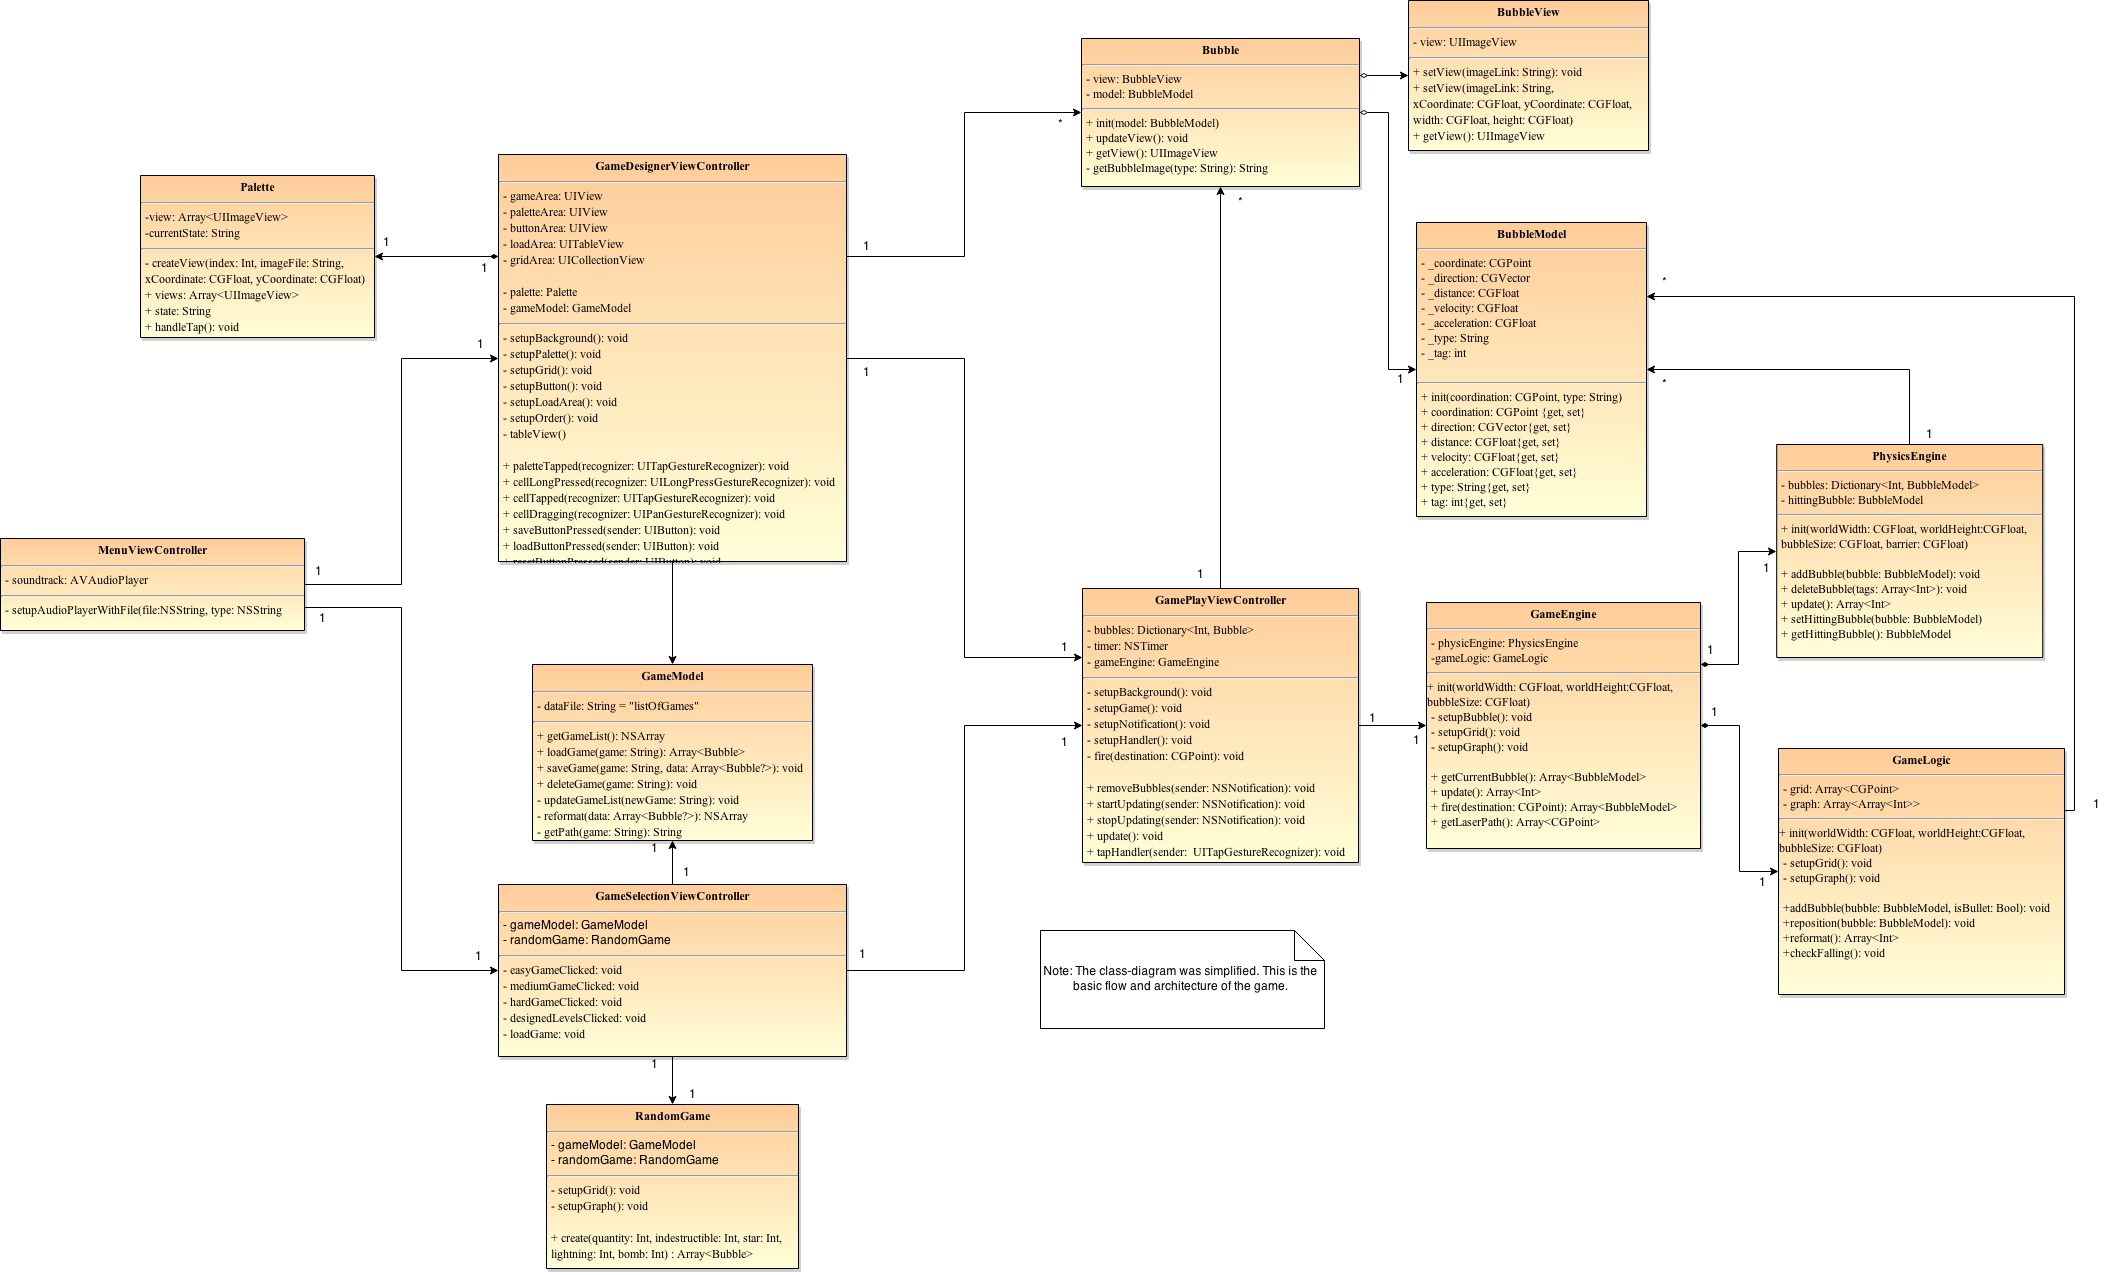 BubbleView
- view: UIImageView
+ setView(imageLink: String): void
+ setView(imageLink: String,
xCoordinate: CGFloat, yCoordinate: CGFloat,
width: CGFloat, height: CGFloat)
+ getView(): UIImageView
Bubble
- view: BubbleView
- model: BubbleModel
+ init(model: BubbleModel)
+ updateView(): void
+ getView(): UIImageView
- getBubbleImage(type: String): String
*
*
GameDesignerViewController
- gameArea: UIView
- paletteArea: UIView
- buttonArea: UIView
- loadArea: UITableView
- gridArea: UICollectionView
- palette: Palette
- gameModel: GameModel
- setupBackground(): void
- setupPalette(): void
- setupGrid(): void
- setupButton(): void
- setupLoadArea(): void
- setupOrder(): void
- tableView()
+ paletteTapped(recognizer: UITapGestureRecognizer): void
+ cellLongPressed(recognizer: UILongPressGestureRecognizer): void
+ cellTapped(recognizer: UITapGestureRecognizer): void
+ cellDragging(recognizer: UIPanGestureRecognizer): void
+ saveButtonPressed(sender: UIButton): void
+ loadButtonPressed(sender: UIButton): void
+ resetButtonPressed(sender: UIButton): void
1
1
Palette
-view: Array<UIImageView>
-currentState: String
- createView(index: Int, imageFile: String,
xCoordinate: CGFloat, yCoordinate: CGFloat)
+ views: Array<UIImageView>
+ state: String
+ handleTap(): void
1
1
1
BubbleModel
- _coordinate: CGPoint
- _direction: CGVector
- _distance: CGFloat
- _velocity: CGFloat
- _acceleration: CGFloat
- _type: String
- _tag: int
+ init(coordination: CGPoint, type: String)
+ coordination: CGPoint {get, set}
+ direction: CGVector{get, set}
+ distance: CGFloat{get, set}
+ velocity: CGFloat{get, set}
+ acceleration: CGFloat{get, set}
+ type: String{get, set}
+ tag: int{get, set}
1
*
*
1
PhysicsEngine
- bubbles: Dictionary<Int, BubbleModel>
- hittingBubble: BubbleModel
+ init(worldWidth: CGFloat, worldHeight:CGFloat,
bubbleSize: CGFloat, barrier: CGFloat)
+ addBubble(bubble: BubbleModel): void
+ deleteBubble(tags: Array<Int>): void
+ update(): Array<Int>
+ setHittingBubble(bubble: BubbleModel)
+ getHittingBubble(): BubbleModel
1
MenuViewController
- soundtrack: AVAudioPlayer
- setupAudioPlayerWithFile(file:NSString, type: NSString
1
1
GamePlayViewController
- bubbles: Dictionary<Int, Bubble>
- timer: NSTimer
- gameEngine: GameEngine
- setupBackground(): void
- setupGame(): void
- setupNotification(): void
- setupHandler(): void
- fire(destination: CGPoint): void
+ removeBubbles(sender: NSNotification): void
+ startUpdating(sender: NSNotification): void
+ stopUpdating(sender: NSNotification): void
+ update(): void
+ tapHandler(sender:  UITapGestureRecognizer): void
1
1
1
1
1
GameEngine
- physicEngine: PhysicsEngine
-gameLogic: GameLogic
+ init(worldWidth: CGFloat, worldHeight:CGFloat,
bubbleSize: CGFloat)
- setupBubble(): void
- setupGrid(): void
- setupGraph(): void
+ getCurrentBubble(): Array<BubbleModel>
+ update(): Array<Int>
+ fire(destination: CGPoint): Array<BubbleModel>
+ getLaserPath(): Array<CGPoint>
1
1
1
GameLogic
- grid: Array<CGPoint>
- graph: Array<Array<Int>>
+ init(worldWidth: CGFloat, worldHeight:CGFloat,
bubbleSize: CGFloat)
- setupGrid(): void
- setupGraph(): void
+addBubble(bubble: BubbleModel, isBullet: Bool): void
+reposition(bubble: BubbleModel): void
+reformat(): Array<Int>
+checkFalling(): void
1
GameModel
- dataFile: String = "listOfGames"
+ getGameList(): NSArray
+ loadGame(game: String): Array<Bubble>
+ saveGame(game: String, data: Array<Bubble?>): void
+ deleteGame(game: String): void
- updateGameList(newGame: String): void
- reformat(data: Array<Bubble?>): NSArray
- getPath(game: String): String
1
1
GameSelectionViewController
- gameModel: GameModel
- randomGame: RandomGame
- easyGameClicked: void
- mediumGameClicked: void
- hardGameClicked: void
- designedLevelsClicked: void
- loadGame: void
1
1
1
1
Note: The class-diagram was simplified. This is the
basic flow and architecture of the game.
RandomGame
- gameModel: GameModel
- randomGame: RandomGame
- setupGrid(): void
- setupGraph(): void
+ create(quantity: Int, indestructible: Int, star: Int,
lightning: Int, bomb: Int) : Array<Bubble>